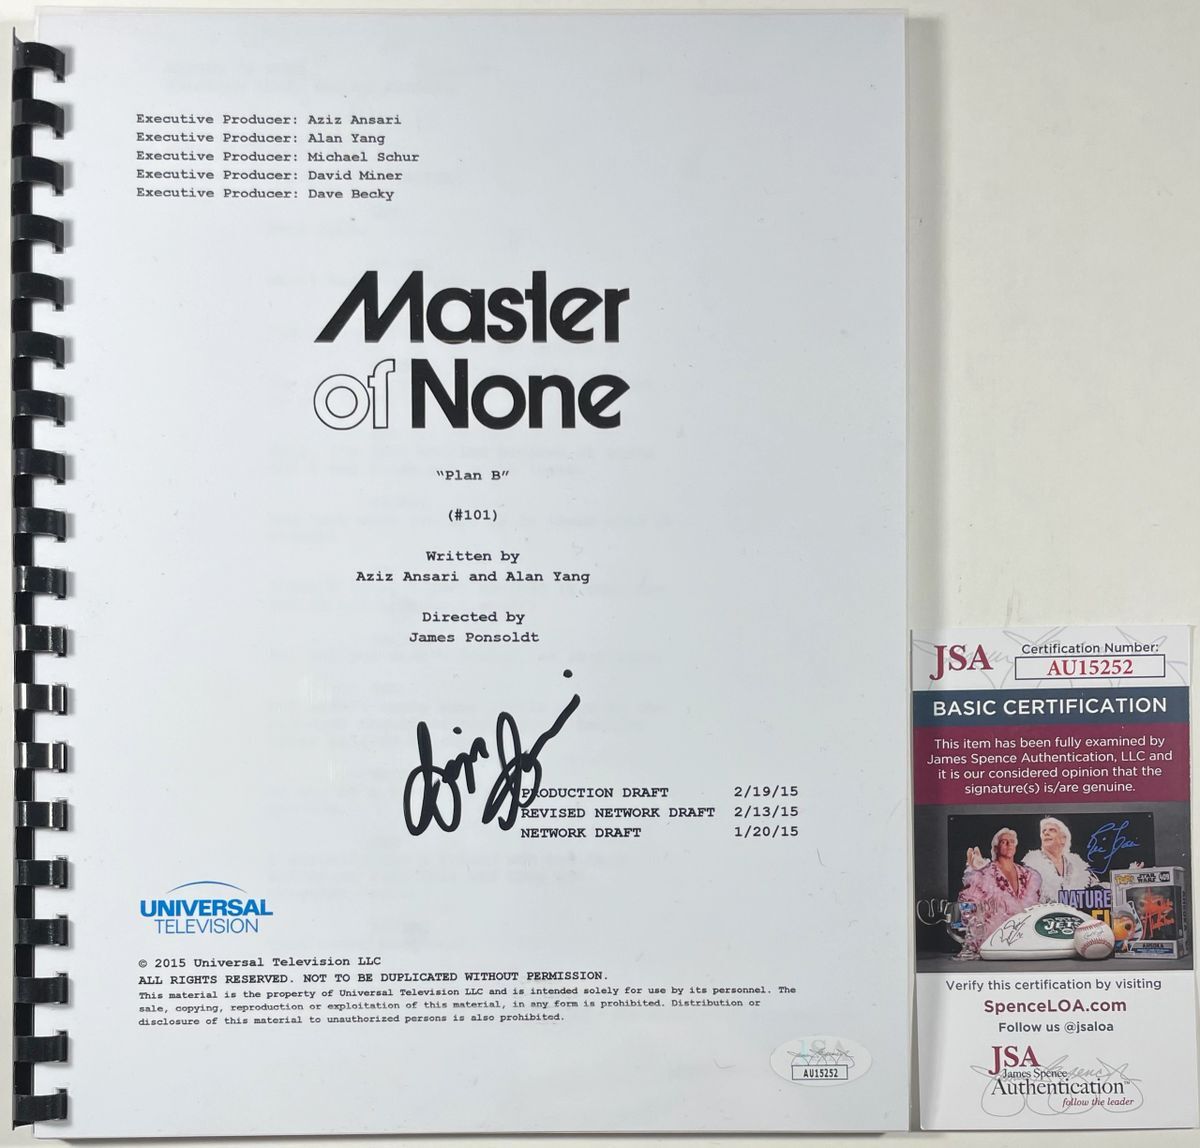 Executive Producer: Aziz Ansari
Executive Producer: Alan Yang
Executive Producer: Michael Schur
Executive Producer: David Miner
Executive Producer: Dave Becky
Master
of None
“Plan B”
(#101)
Written by
Aziz Ansari and Alan Yang
Directed by
James Ponsoldt
PRODUCTION DRAFT 2/19/15
REVISED NETWORK DRAFT 2/13/15
NETWORK DRAFT 1/20/15
UNIVERSAL
TELEVISION
© 2015 Universal Television LLC
ALL RIGHTS RESERVED. NOT TO BE DUPLICATED WITHOUT PERMISSION.
This material is the property of Universal Television LLC and is intended solely for use by its personnel. The
sale, copying, reproduction or exploitation of this material, in any form is prohibited. Distribution or
disclosure of this material to unauthorized persons is also prohibited.
JSA
AU15252
JSA
Certification Number:
AU15252
BASIC CERTIFICATION
This item has been fully examined by
James Spence Authentication, LLC and
it is our considered opinion that the
signature(s) is/are genuine.
NATURE
JETS
STAR WARS
AHSOKA
Verify this certification by visiting
SpenceLOA.com
Follow us @jsaloa
JSA
James Spence
Authentication™
follow the leader